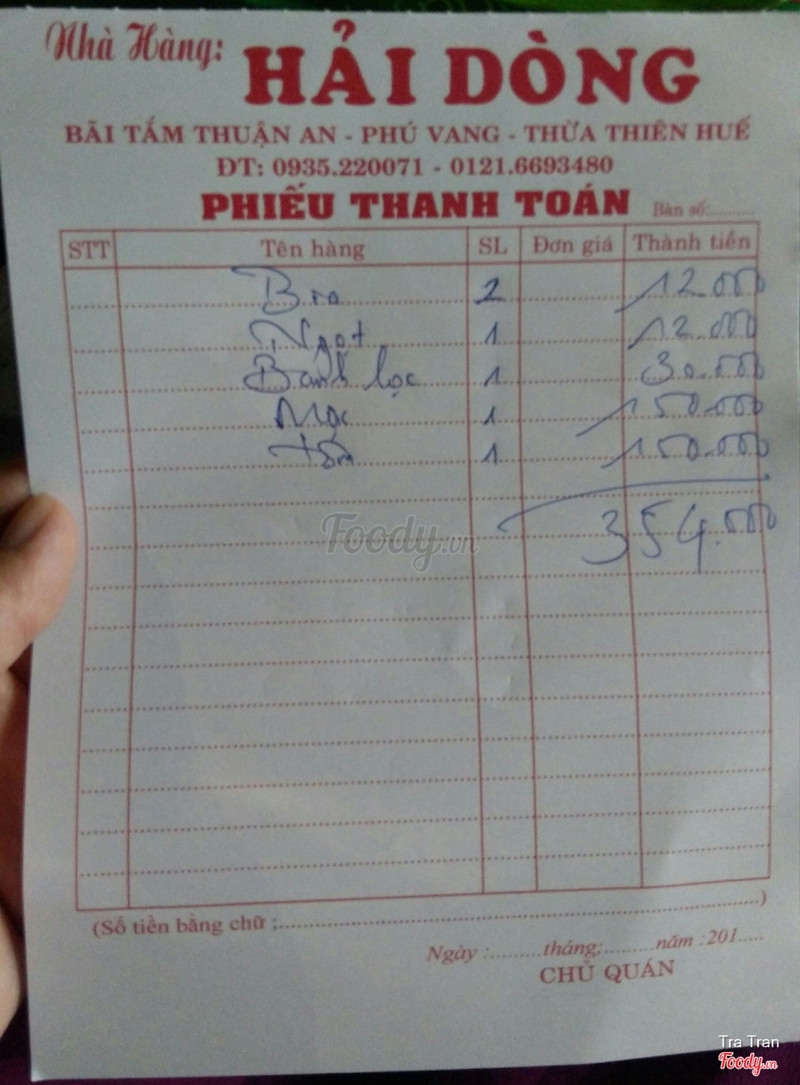 Nhà Hàng:
HẢI DÒNG
BÃI TẮM THUẬN AN - PHÚ VANG - THỪA THIÊN HUẾ
ĐT: 0935.220071 - 0121.6693480
PHIẾU THANH TOÁN Bàn số:.........
STT Tên hàng SL Đơn giá Thành tiền
2 12.000
Ngọt 1 12.000
Banh lọc 1 30.000
Mực 1 150.000
Tôm 1 150.000
354.000
Foody.vn
(Số tiền bằng chữ ;..........)
Ngày :.........tháng;.........năm :201.....
CHỦ QUÁN
Tra Tran
Foody.vn